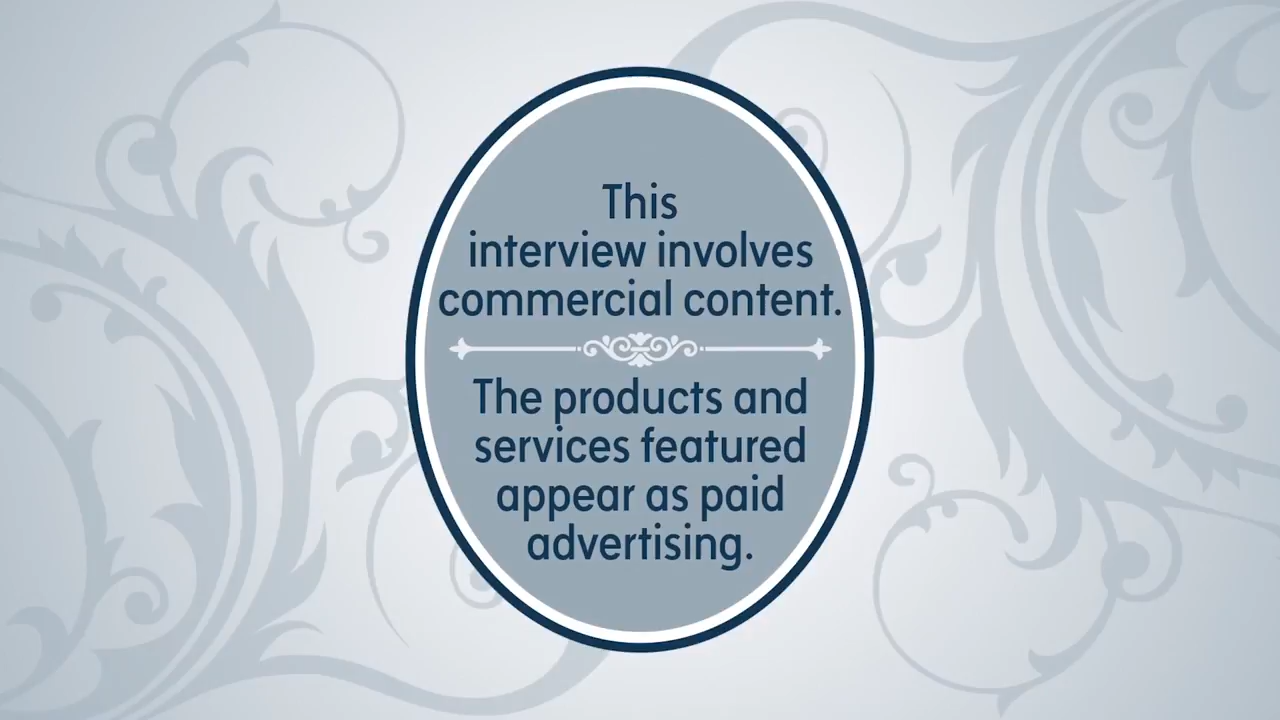 This
interview involves
commercial content.
The products and
services featured
appear as paid
advertising.